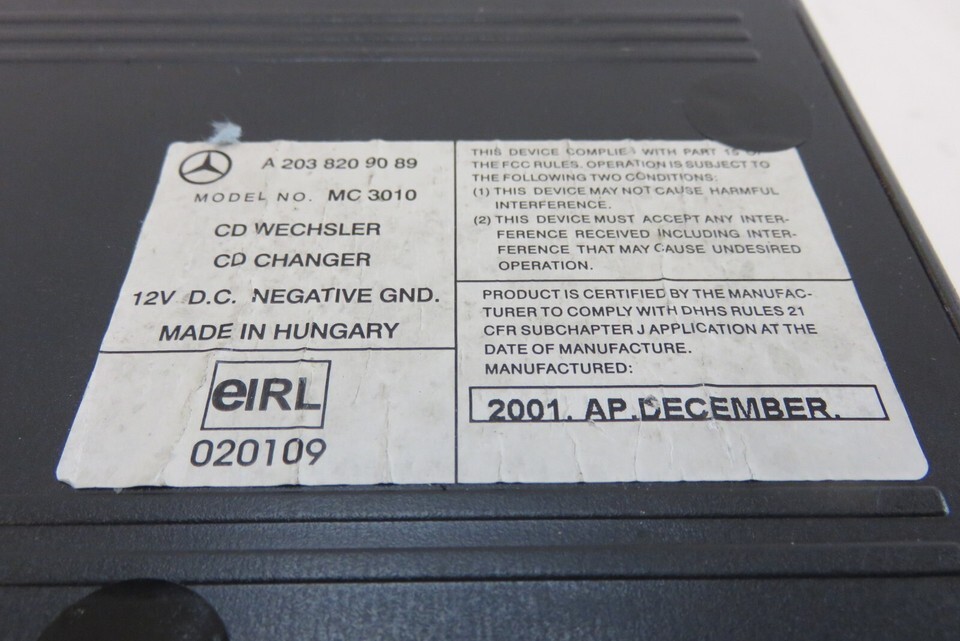 A 203 820 90 89
MODEL NO. MC 3010
CD WECHSLER
CD CHANGER
12V D.C. NEGATIVE GND.
MADE IN HUNGARY
eIRL
020109
THIS DEVICE COMPLIES WITH PART 15 OF
THE FCC RULES. OPERATION IS SUBJECT TO
THE FOLLOWING TWO CONDITIONS:
(1) THIS DEVICE MAY NOT CAUSE HARMFUL
INTERFERENCE.
(2) THIS DEVICE MUST ACCEPT ANY INTER-
FERENCE RECEIVED INCLUDING INTER-
FERENCE THAT MAY CAUSE UNDESIRED
OPERATION.
PRODUCT IS CERTIFIED BY THE MANUFAC-
TURER TO COMPLY WITH DHHS RULES 21
CFR SUBCHAPTER J APPLICATION AT THE
DATE OF MANUFACTURE.
MANUFACTURED:
2001. AP.DECEMBER.